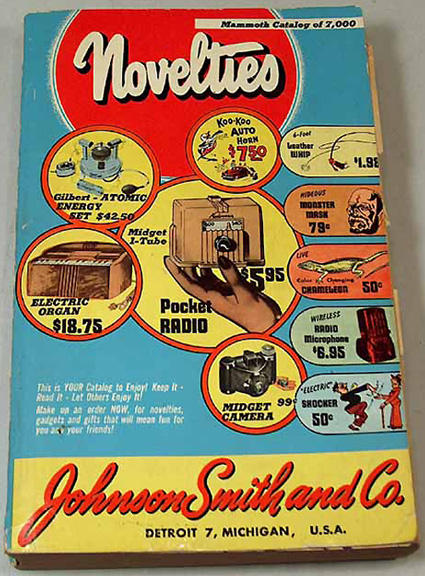 Mammoth Catalog of 7,000
Novelties
KOO-KOO
AUTO
HORN
$7.50
6-Foot
Leather
WHIP
$1.98
Gilbert - ATOMIC
ENERGY
SET $42.50
HIDEOUS
MONSTER
MASK
79¢
Midget
1-Tube
$5.95
Pocket
RADIO
LIVE
Color Changing
CHAMELEON 50¢
ELECTRIC
ORGAN
$18.75
WIRELESS
RADIO
Microphone
$6.95
MIDGET 99¢
CAMERA
"ELECTRIC"
SHOCKER
50¢
This is YOUR Catalog to Enjoy! Keep It -
Read It - Let Others Enjoy It!
Make up an order NOW, for novelties,
gadgets and gifts that will mean fun for
you and your friends!
Johnson Smith and Co.
DETROIT 7, MICHIGAN, U.S.A.